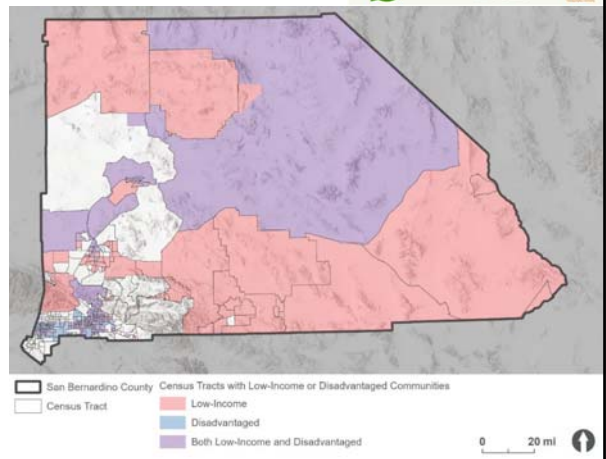 San Bernardino County
Census Tract
Census Tracts with Low-Income or Disadvantaged Communities
Low-Income
Disadvantaged
Both Low-Income and Disadvantaged
0 20 mi